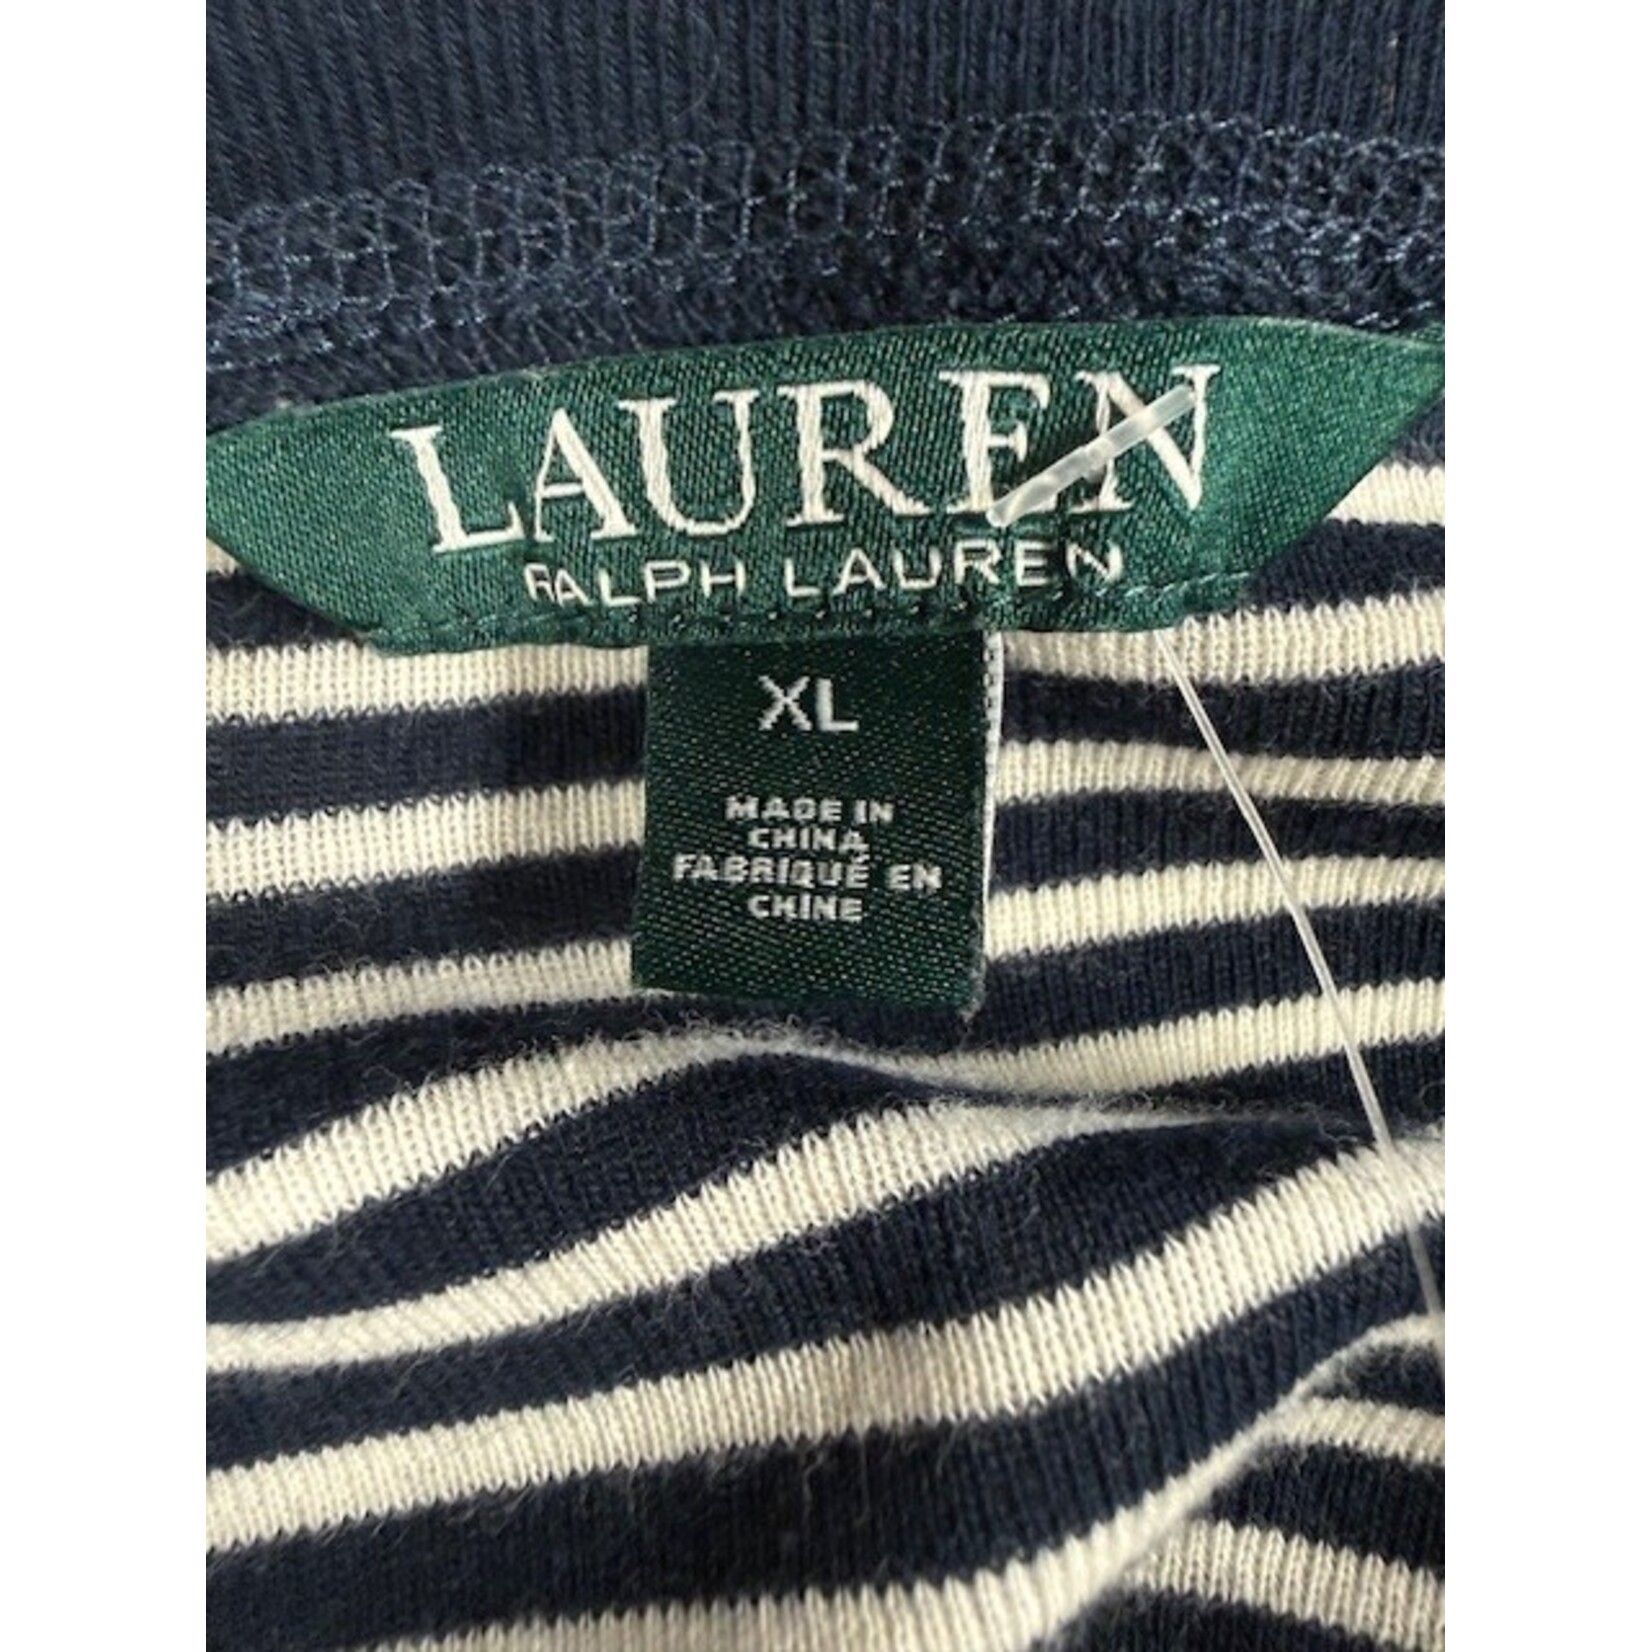 LAUREN
RALPH LAUREN
XL
MADE IN
CHINA
FABRIQUÉ EN
CHINE